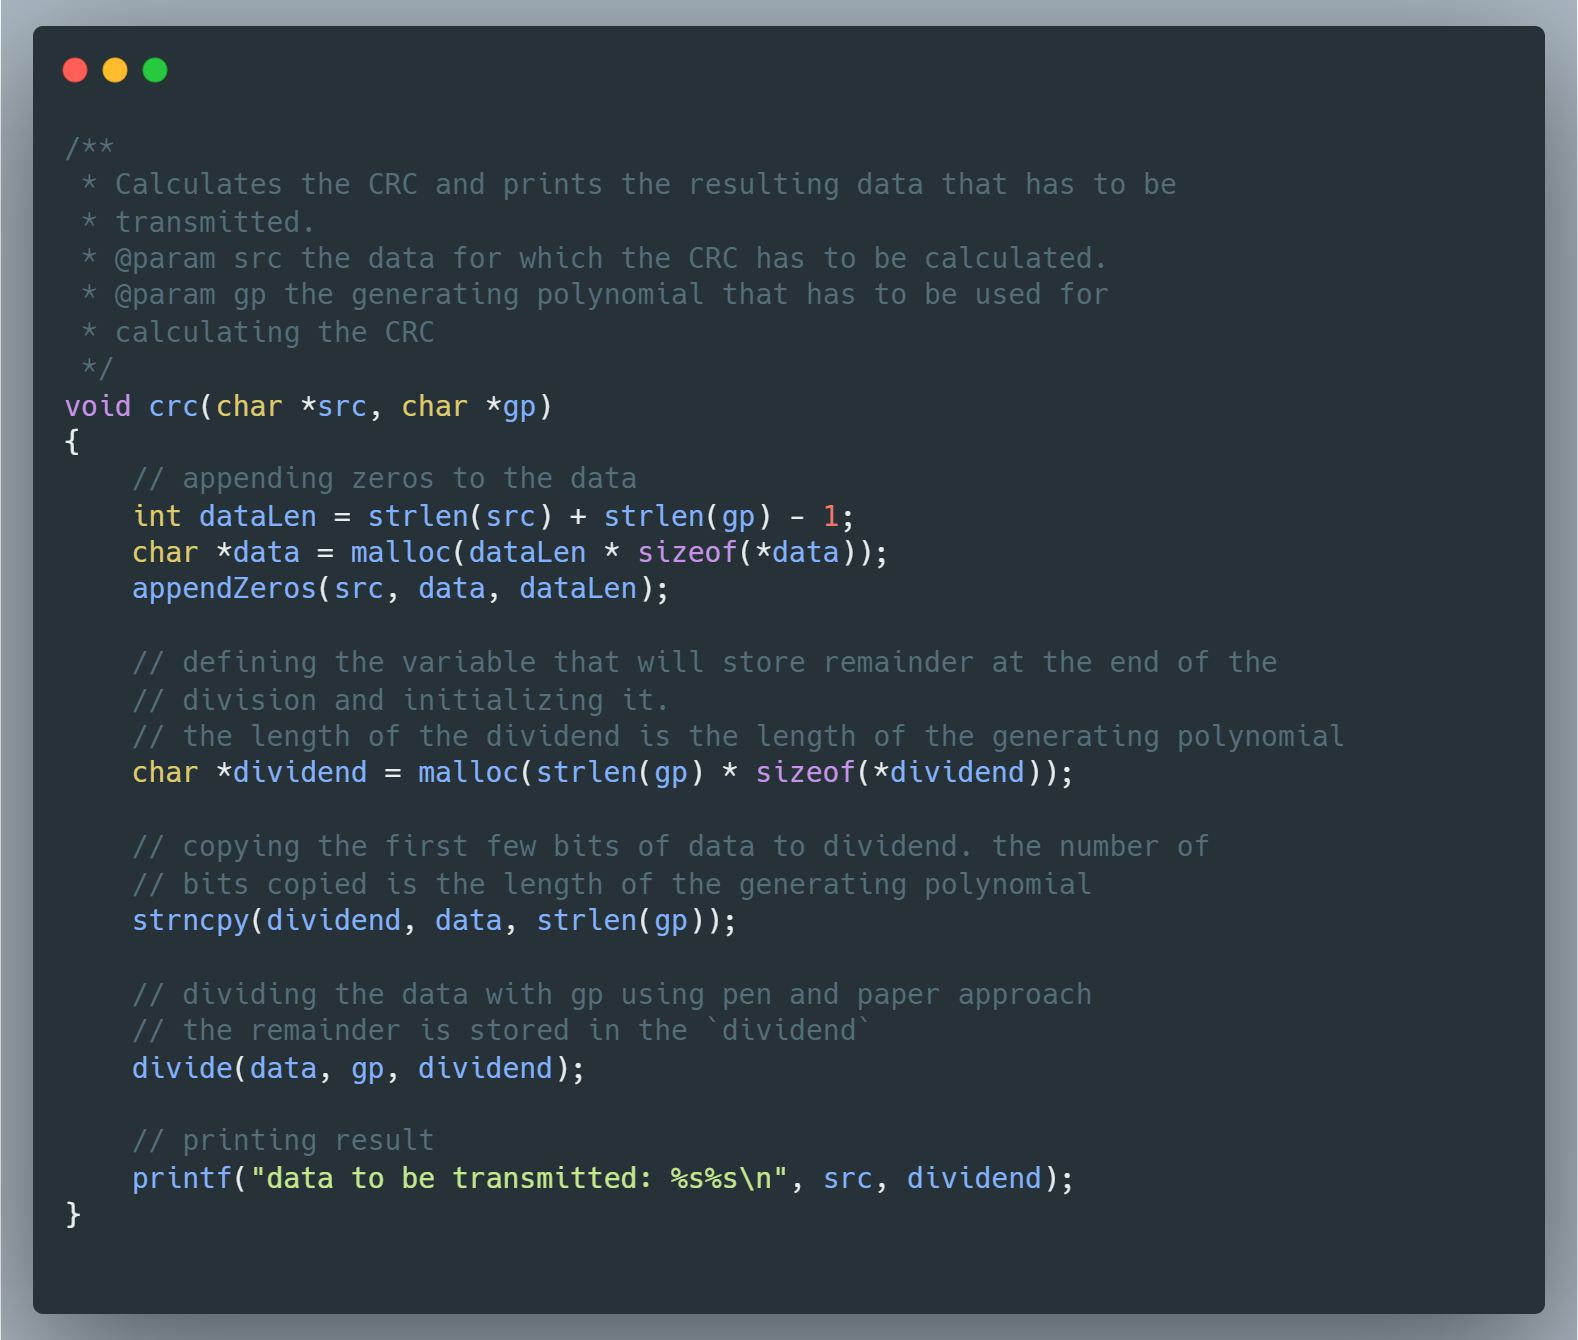 /**
 * Calculates the CRC and prints the resulting data that has to be
 * transmitted.
 * @param src the data for which the CRC has to be calculated.
 * @param gp the generating polynomial that has to be used for
 * calculating the CRC
 */
void crc(char *src, char *gp)
{
    // appending zeros to the data
    int dataLen = strlen(src) + strlen(gp) - 1;
    char *data = malloc(dataLen * sizeof(*data));
    appendZeros(src, data, dataLen);

    // defining the variable that will store remainder at the end of the
    // division and initializing it.
    // the length of the dividend is the length of the generating polynomial
    char *dividend = malloc(strlen(gp) * sizeof(*dividend));

    // copying the first few bits of data to dividend. the number of
    // bits copied is the length of the generating polynomial
    strncpy(dividend, data, strlen(gp));

    // dividing the data with gp using pen and paper approach
    // the remainder is stored in the `dividend`
    divide(data, gp, dividend);

    // printing result
    printf("data to be transmitted: %s%s\n", src, dividend);
}